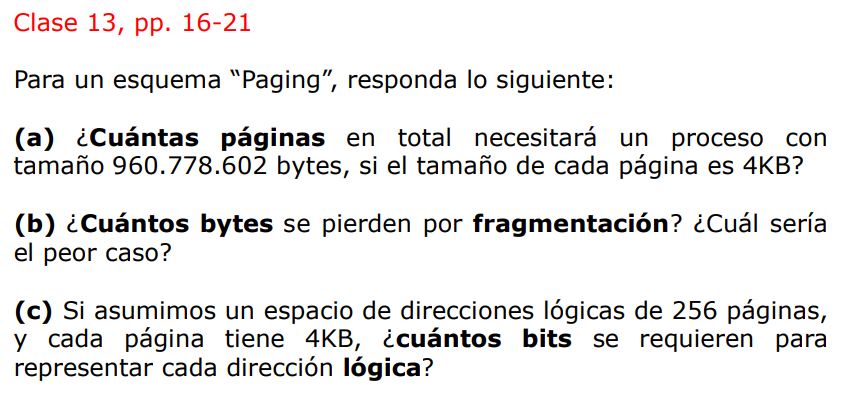 Clase 13, pp. 16-21
Para un esquema “Paging”, responda lo siguiente:
(a) ¿Cuántas páginas en total necesitará un proceso con
tamaño 960.778.602 bytes, si el tamaño de cada página es 4KB?
(b) ¿Cuántos bytes se pierden por fragmentación? ¿Cuál sería
el peor caso?
(c) Si asumimos un espacio de direcciones lógicas de 256 páginas,
y cada página tiene 4KB, ¿cuántos bits se requieren para
representar cada dirección lógica?